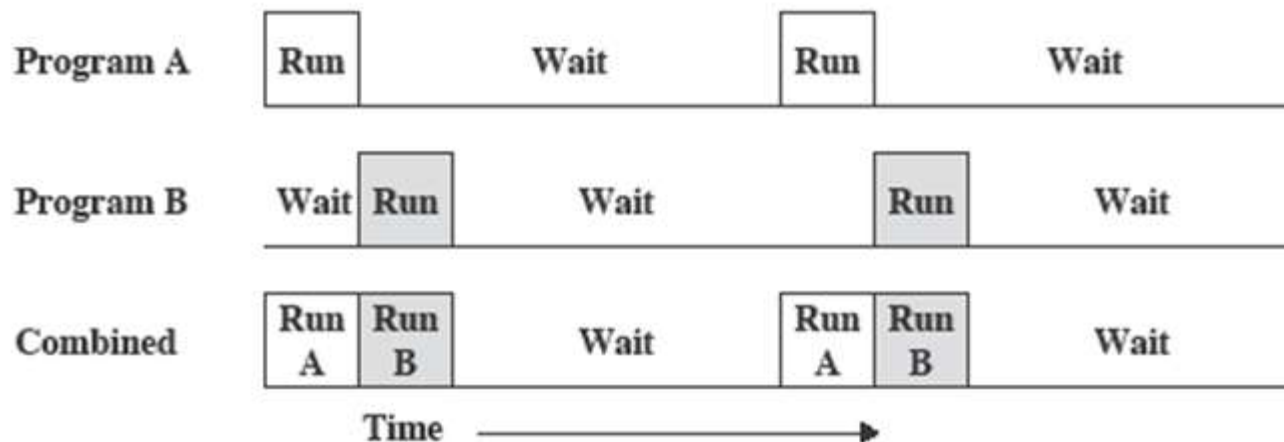 Program A Run Wait Run Wait
Program B Wait Run Wait Run Wait
Combined Run A Run B Wait Run A Run B Wait
Time